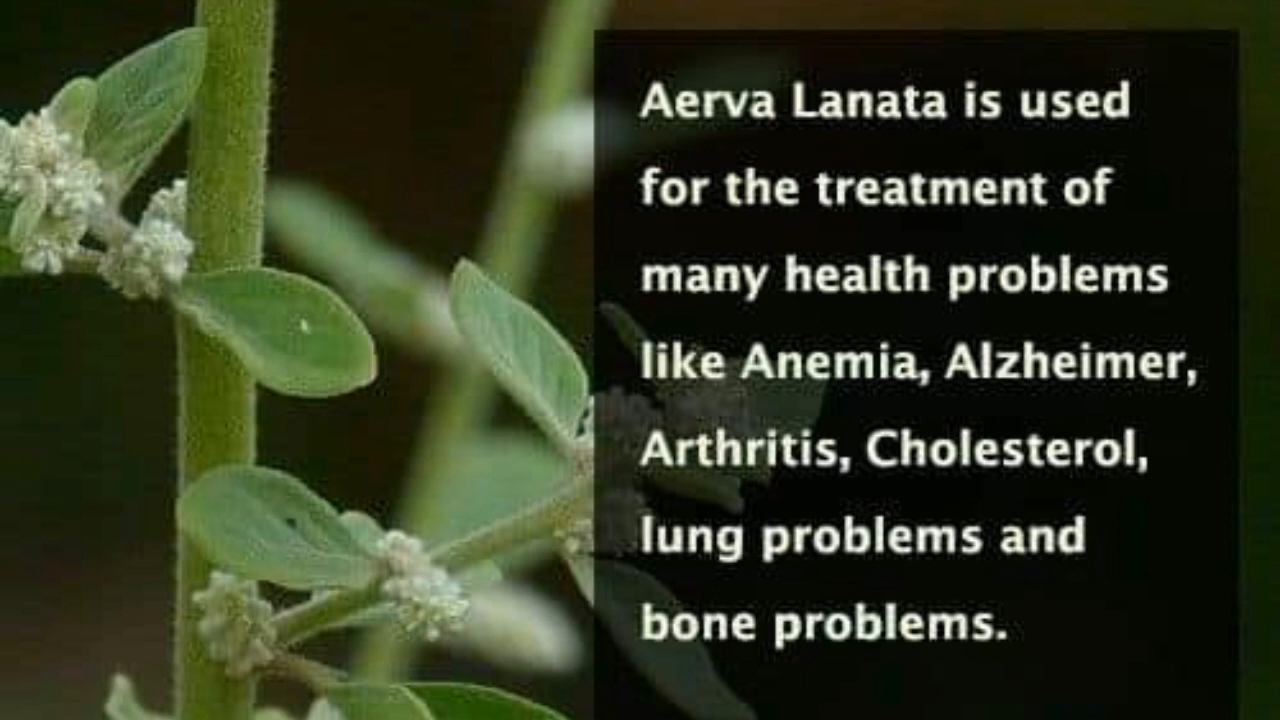 Aerva Lanata is used
for the treatment of
many health problems
like Anemia, Alzheimer,
Arthritis, Cholesterol,
lung problems and
bone problems.